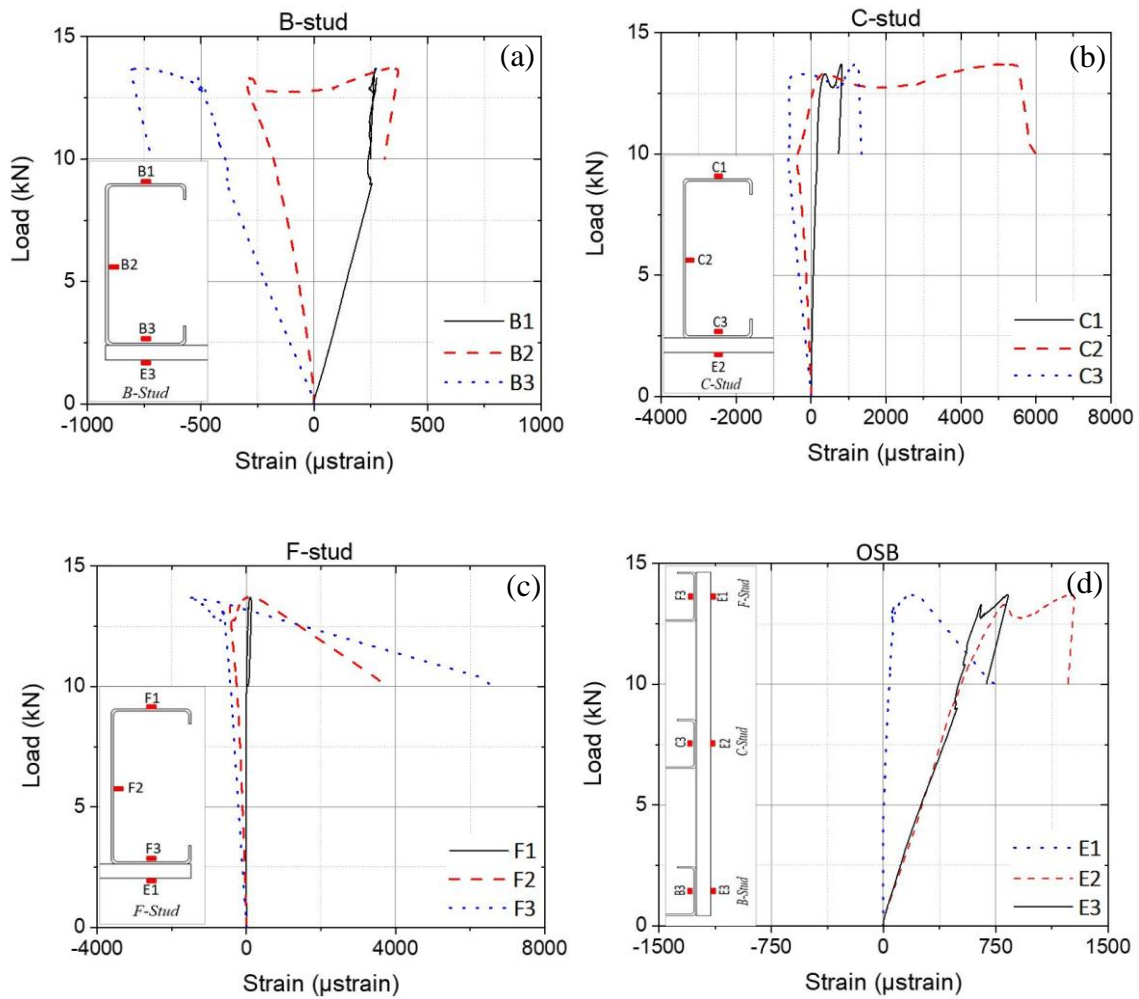 B-stud
(a)
15
10
5
0
Load (kN)
-1000 -500 0 500 1000
Strain (µstrain)
B1
B2
B3
E3
B-Stud
B1
B2
B3
C-stud
(b)
15
10
5
0
Load (kN)
-4000 -2000 0 2000 4000 6000 8000
Strain (µstrain)
C1
C2
C3
E2
C-Stud
C1
C2
C3
F-stud
(c)
15
10
5
0
Load (kN)
-4000 0 4000 8000
Strain (µstrain)
F1
F2
F3
E1
F-Stud
F1
F2
F3
OSB
(d)
15
10
5
0
Load (kN)
-1500 -750 0 750 1500
Strain (µstrain)
F3 E1 F-Stud
C3 E2 C-Stud
B3 E3 B-Stud
E1
E2
E3